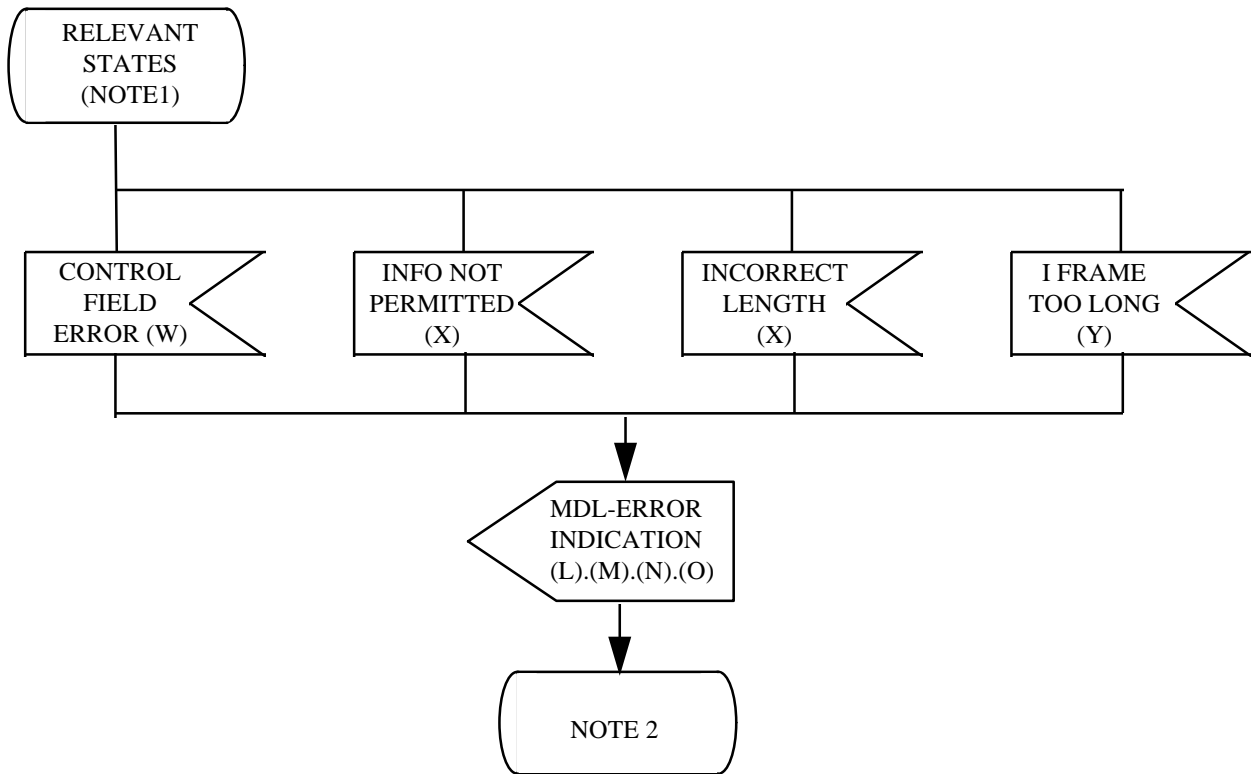 RELEVANT
STATES
(NOTE1)
CONTROL
FIELD
ERROR (W)
INFO NOT
PERMITTED
(X)
INCORRECT
LENGTH
(X)
I FRAME
TOO LONG
(Y)
MDL-ERROR
INDICATION
(L).(M).(N).(O)
NOTE 2